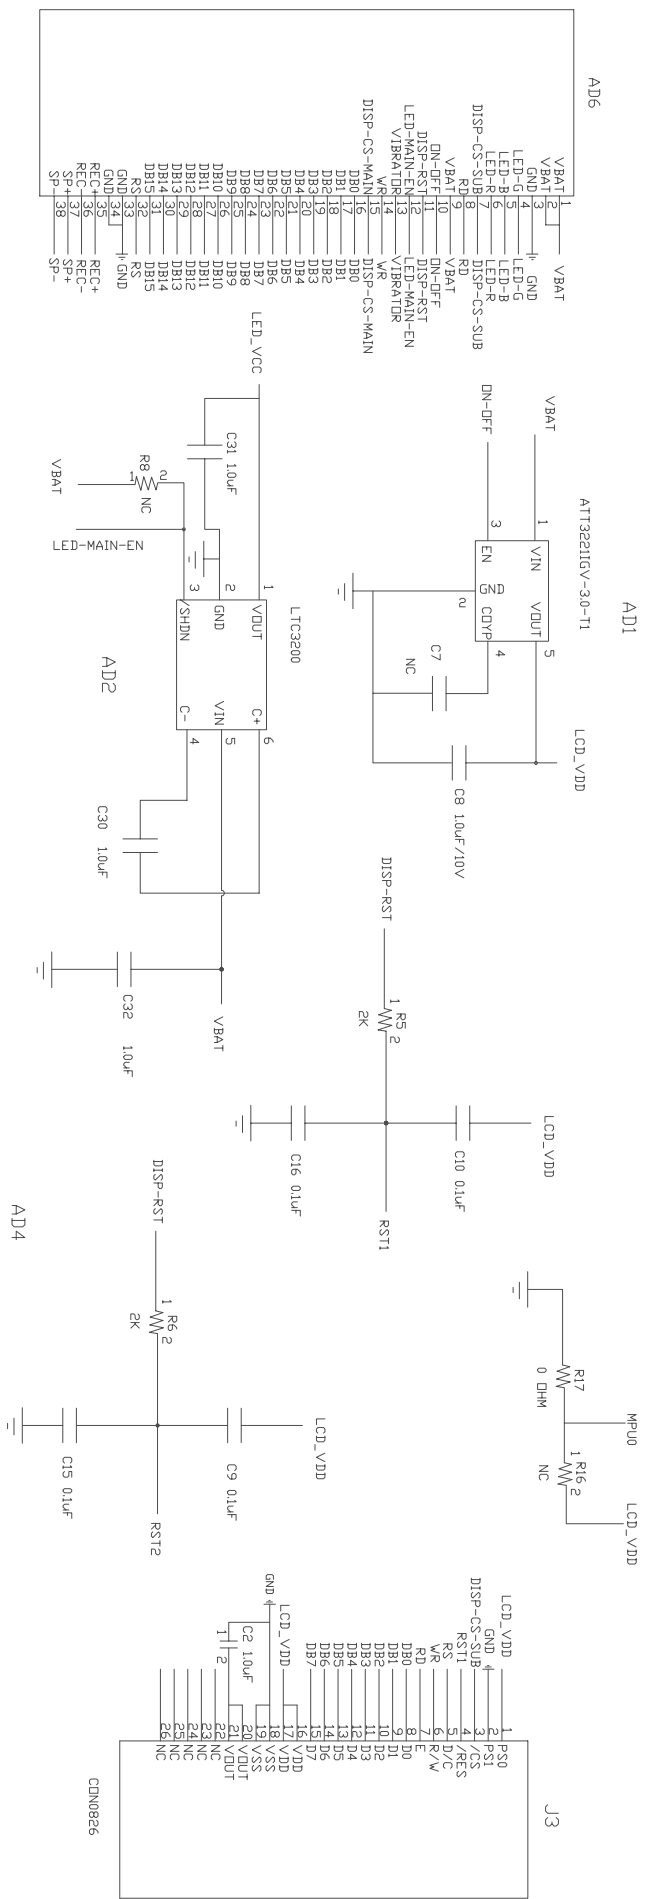 AD6
VBAT 1
VBAT 2 VBAT
3
GND 4 GND
LED-G 5 LED-G
LED-B 6 LED-B
LED-R 7 LED-R
DISP-CS-SUB 8 DISP-CS-SUB
RD 9 RD
VBAT 10 VBAT
ON-OFF 11 ON-OFF
DISP-RST 12 DISP-RST
LED-MAIN-EN 13 LED-MAIN-EN
VIBRATOR 14 VIBRATOR
WR 15 WR
DISP-CS-MAIN 16 DISP-CS-MAIN
DB0 17 DB0
DB1 18 DB1
DB2 19 DB2
DB3 20 DB3
DB4 21 DB4
DB5 22 DB5
DB6 23 DB6
DB7 24 DB7
DB8 25 DB8
DB9 26 DB9
DB10 27 DB10
DB11 28 DB11
DB12 29 DB12
DB13 30 DB13
DB14 31 DB14
DB15 32 DB15
RS 33 RS
GND 34 GND
GND 35
REC+ 36 REC+
REC- 37 REC-
SP+ 38 SP+
SP- SP-
AD1
ATT3221IGV-3.0-T1
VBAT 1 VIN VOUT 5 LCD_VDD
ON-OFF 3 EN COYP 4
GND
2
C7
NC
C8 1.0uF/10V
LED_VCC
LTC3200
1 VOUT C+ 6
2 GND VIN 5
3 /SHDN C- 4
C31 1.0uF
R8
1 2
NC
VBAT
LED-MAIN-EN
AD2
C30 1.0uF
C32 1.0uF
VBAT
DISP-RST
1 R5 2
2K
LCD_VDD
C10 0.1uF
C16 0.1uF
RST1
DISP-RST
1 R6 2
2K
LCD_VDD
C9 0.1uF
C15 0.1uF
RST2
AD4
R17
0 OHM
MPU0
1 R16 2
NC
LCD_VDD
J3
LCD_VDD 1 PS0
GND 2 PS1
DISP-CS-SUB 3 /CS
RST1 4 /RES
RS 5 D/C
WR 6 R/W
RD 7 E
DB0 8 D0
DB1 9 D1
DB2 10 D2
DB3 11 D3
DB4 12 D4
DB5 13 D5
DB6 14 D6
DB7 15 D7
16 VDD
LCD_VDD 17 VDD
GND 18 VSS
19 VSS
20 VOUT
21 VOUT
C2 1.0uF
1 2
22 NC
23 NC
24 NC
25 NC
26 NC
CON0826